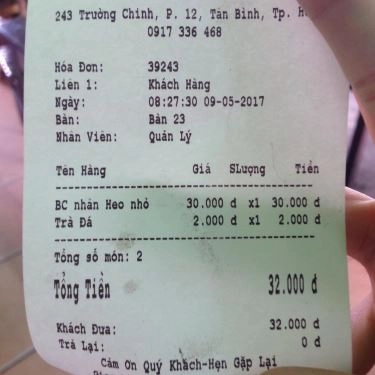 243 Trường Chinh, P. 12, Tân Bình, Tp.
0917 336 468
Hóa Đơn: 39243
Liên 1: Khách Hàng
Ngày: 08:27:30 09-05-2017
Bàn: Bàn 23
Nhân Viên: Quản Lý
Tên Hàng Giá SLượng Tiền
BC nhân Heo nhỏ 30.000 đ x1 30.000 đ
Trà Đá 2.000 đ x1 2.000 đ
Tổng số món: 2
Tổng Tiền 32.000 đ
Khách Đưa: 32.000 đ
Trả Lại: 0 đ
Cảm Ơn Quý Khách-Hẹn Gặp Lại